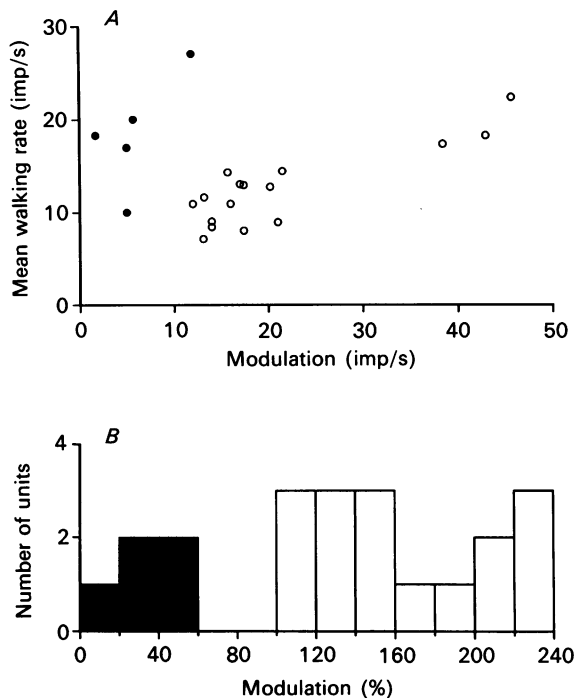 A
Mean walking rate (imp/s)
30
20
10
0
0 10 20 30 40 50
Modulation (imp/s)
B
Number of units
4
2
0
0 40 80 120 160 200 240
Modulation (%)